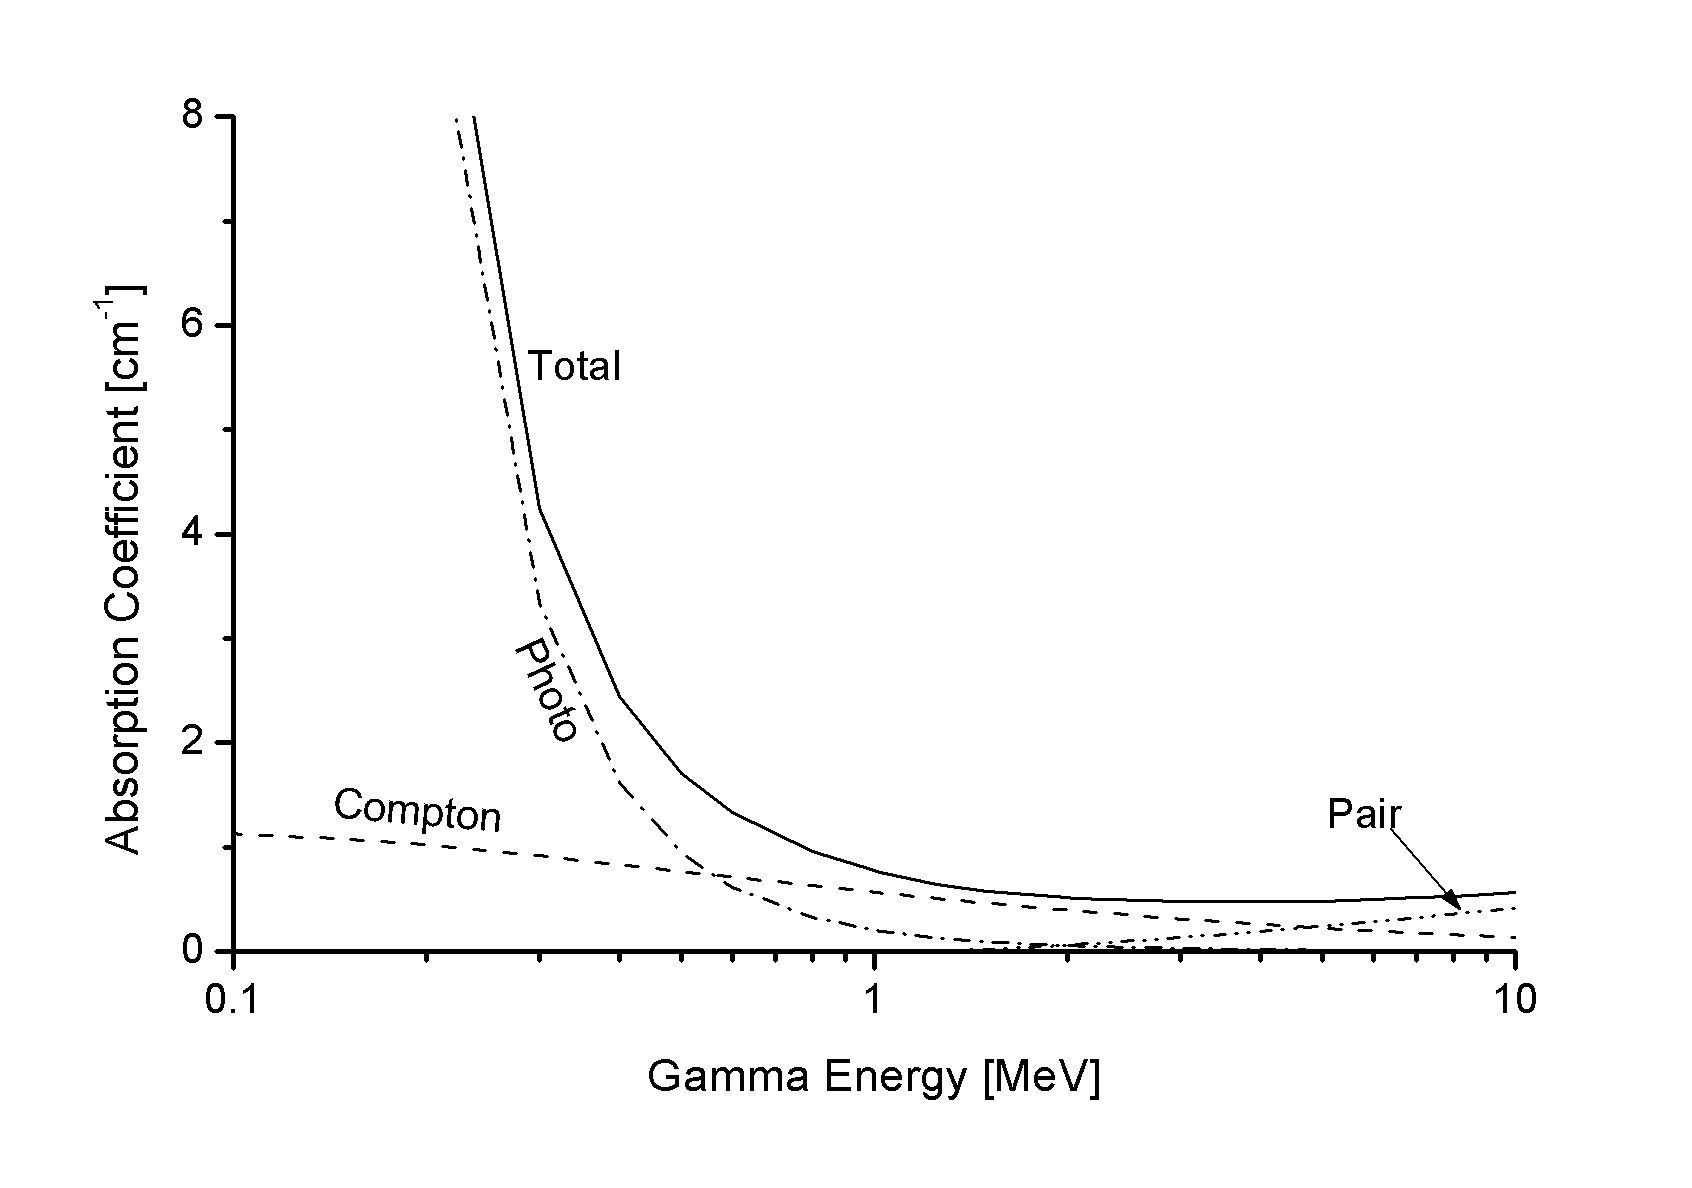 8
6
4
2
0
Absorption Coefficient [cm-1]
Total
Photo
Compton
Pair
0.1
1
10
Gamma Energy [MeV]